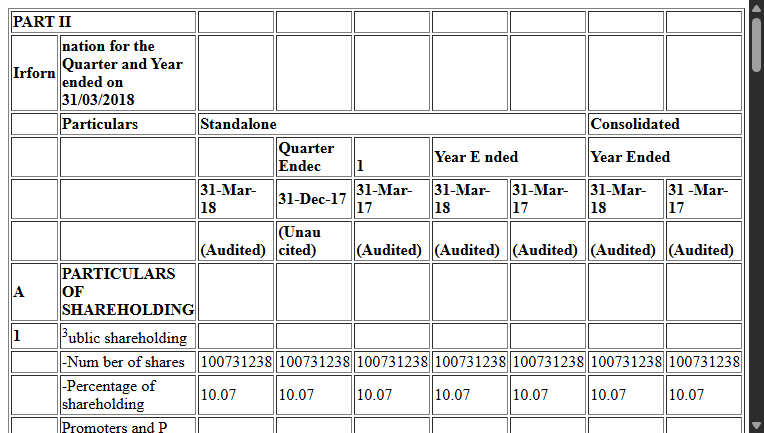 PART II
Irforn nation for the Quarter and Year ended on 31/03/2018
Particulars Standalone Consolidated
Quarter Endec 1 Year E nded Year Ended
31-Mar-18 31-Dec-17 31-Mar-17 31-Mar-18 31-Mar-17 31-Mar-18 31 -Mar-17
(Audited) (Unau cited) (Audited) (Audited) (Audited) (Audited) (Audited)
A PARTICULARS OF SHAREHOLDING
1 3ublic shareholding
-Num ber of shares 100731238 100731238 100731238 100731238 100731238 100731238 100731238
-Percentage of shareholding 10.07 10.07 10.07 10.07 10.07 10.07 10.07
Promoters and P